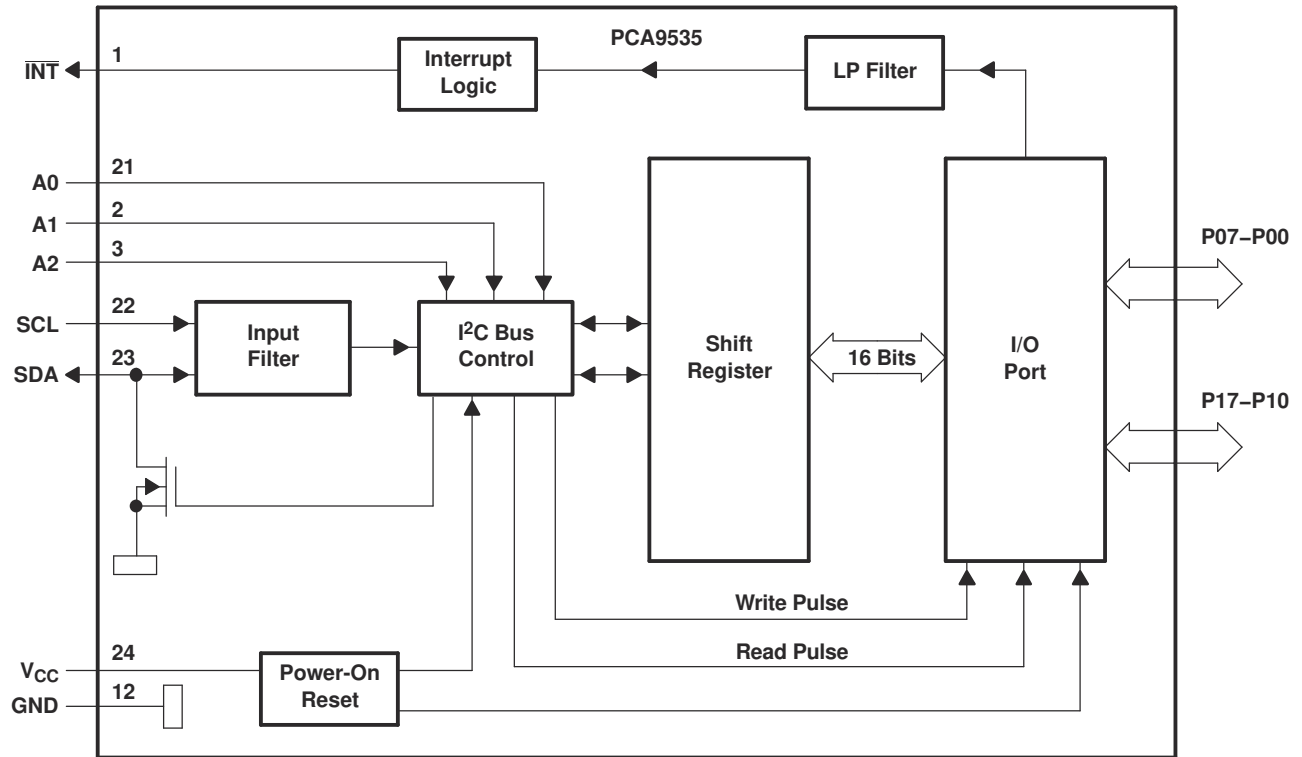 PCA9535
1
INT
Interrupt
Logic
LP Filter
21
A0
2
A1
3
A2
22
SCL
23
SDA
Input
Filter
I²C Bus
Control
Shift
Register
16 Bits
I/O
Port
P07–P00
P17–P10
Write Pulse
Read Pulse
24
VCC
12
GND
Power-On
Reset